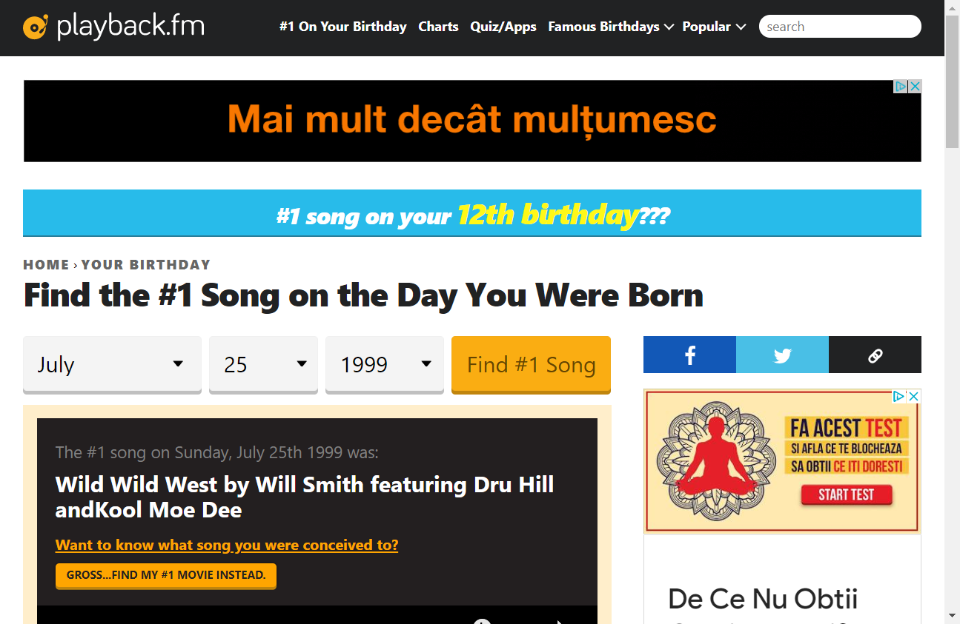 playback.fm
#1 On Your Birthday Charts Quiz/Apps Famous Birthdays Popular search
Mai mult decât mulțumesc
#1 song on your 12th birthday???
HOME › YOUR BIRTHDAY
Find the #1 Song on the Day You Were Born
July 25 1999 Find #1 Song
The #1 song on Sunday, July 25th 1999 was:
Wild Wild West by Will Smith featuring Dru Hill
andKool Moe Dee
Want to know what song you were conceived to?
GROSS...FIND MY #1 MOVIE INSTEAD.
FA ACEST TEST
SI AFLA CE TE BLOCHEAZA
SA OBTII CE ITI DORESTI
START TEST
De Ce Nu Obtii